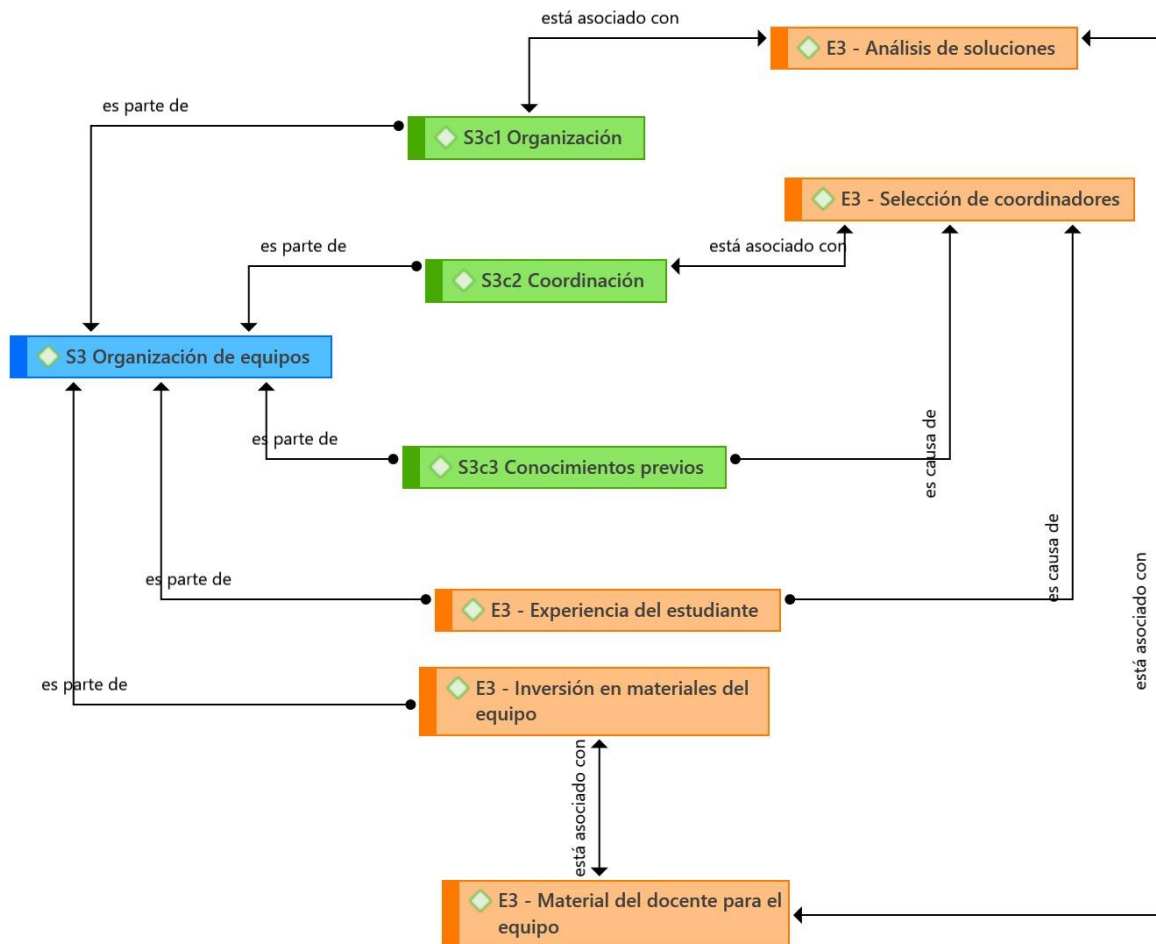 está asociado con
E3 - Análisis de soluciones
es parte de
S3c1 Organización
E3 - Selección de coordinadores
es parte de
está asociado con
S3c2 Coordinación
S3 Organización de equipos
es parte de
S3c3 Conocimientos previos
es causa de
es causa de
es parte de
E3 - Experiencia del estudiante
está asociado con
es parte de
E3 - Inversión en materiales del
equipo
está asociado con
E3 - Material del docente para el
equipo